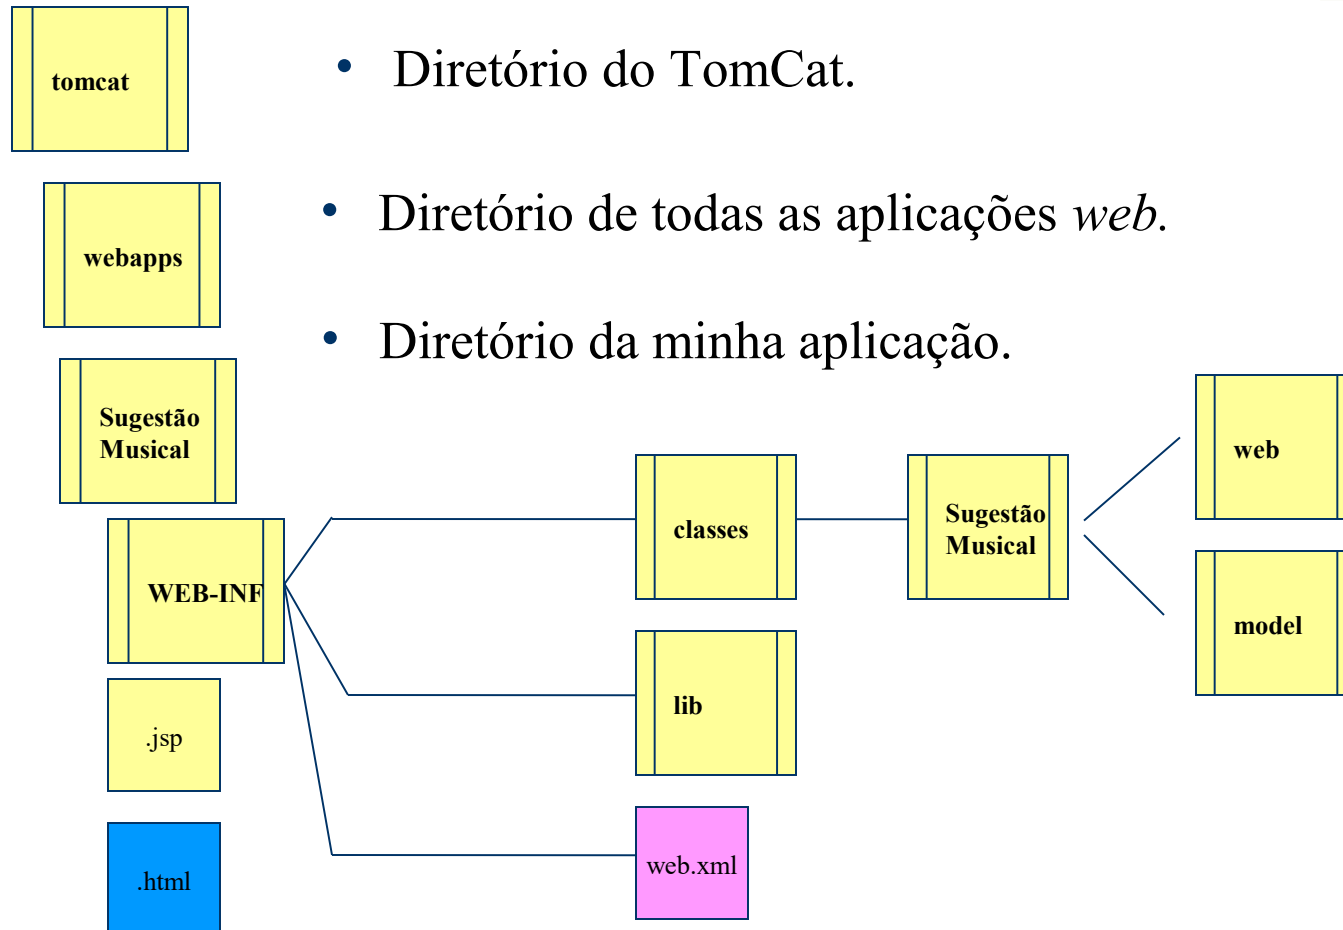 tomcat
• Diretório do TomCat.
webapps
• Diretório de todas as aplicações web.
• Diretório da minha aplicação.
Sugestão
Musical
WEB-INF
classes
Sugestão
Musical
web
model
lib
.jsp
web.xml
.html